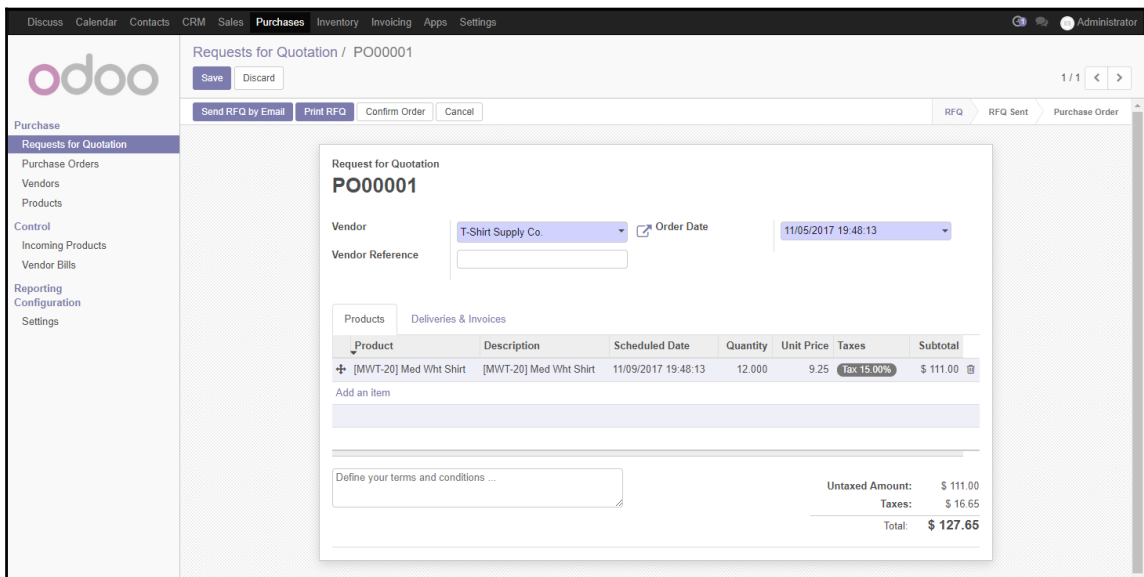 Discuss Calendar Contacts CRM Sales Purchases Inventory Invoicing Apps Settings Administrator
odoo
Requests for Quotation / PO00001
Save Discard 1 / 1
Send RFQ by Email Print RFQ Confirm Order Cancel RFQ RFQ Sent Purchase Order
Purchase
Requests for Quotation
Purchase Orders
Vendors
Products
Control
Incoming Products
Vendor Bills
Reporting
Configuration
Settings
Request for Quotation
PO00001
Vendor T-Shirt Supply Co. Order Date 11/05/2017 19:48:13
Vendor Reference
Products Deliveries & Invoices
Product Description Scheduled Date Quantity Unit Price Taxes Subtotal
[MWT-20] Med Wht Shirt [MWT-20] Med Wht Shirt 11/09/2017 19:48:13 12.000 9.25 Tax 15.00% $ 111.00
Add an item
Define your terms and conditions ...
Untaxed Amount: $ 111.00
Taxes: $ 16.65
Total: $ 127.65